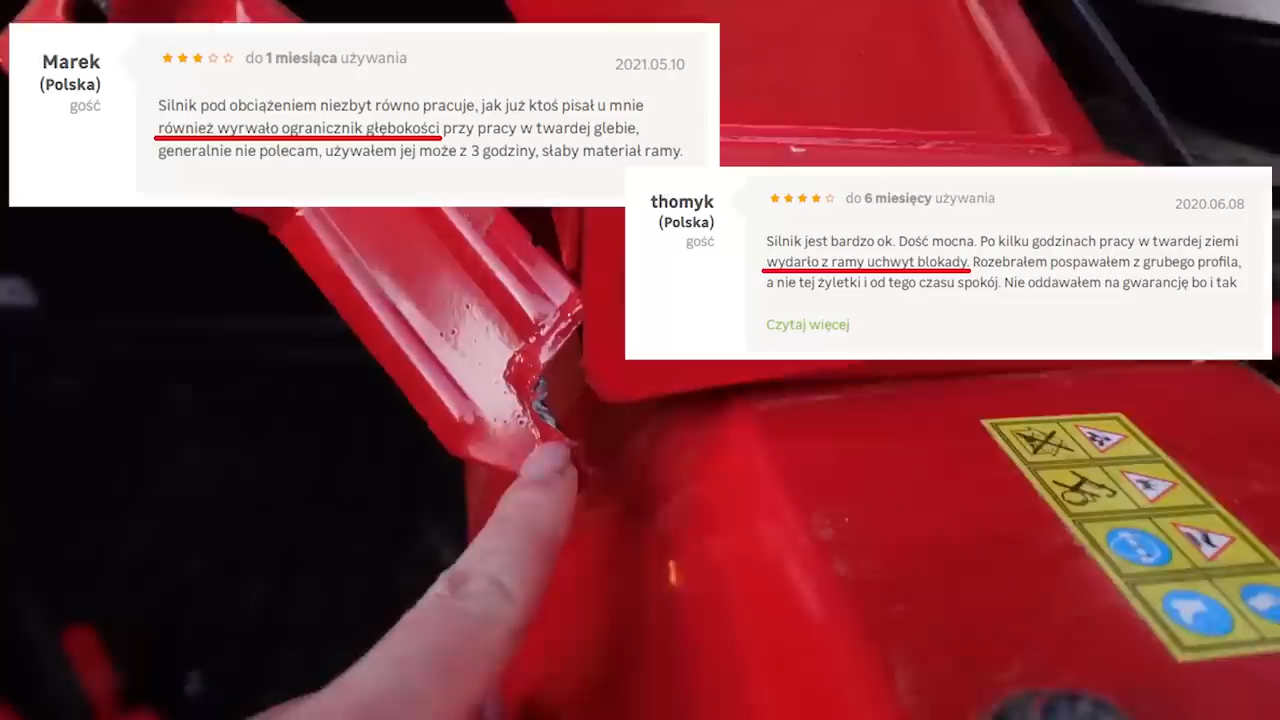 Marek
(Polska)
gość
do 1 miesiąca używania
2021.05.10
Silnik pod obciążeniem niezbyt równo pracuje, jak już ktoś pisał u mnie
również wyrwało ogranicznik głębokości przy pracy w twardej glebie,
generalnie nie polecam, używałem jej może z 3 godziny, słaby materiał ramy.
thomyk
(Polska)
gość
do 6 miesięcy używania
2020.06.08
Silnik jest bardzo ok. Dość mocna. Po kilku godzinach pracy w twardej ziemi
wydarło z ramy uchwyt blokady. Rozebrałem pospawałem z grubego profila,
a nie tej żyletki i od tego czasu spokój. Nie oddawałem na gwarancję bo i tak
Czytaj więcej